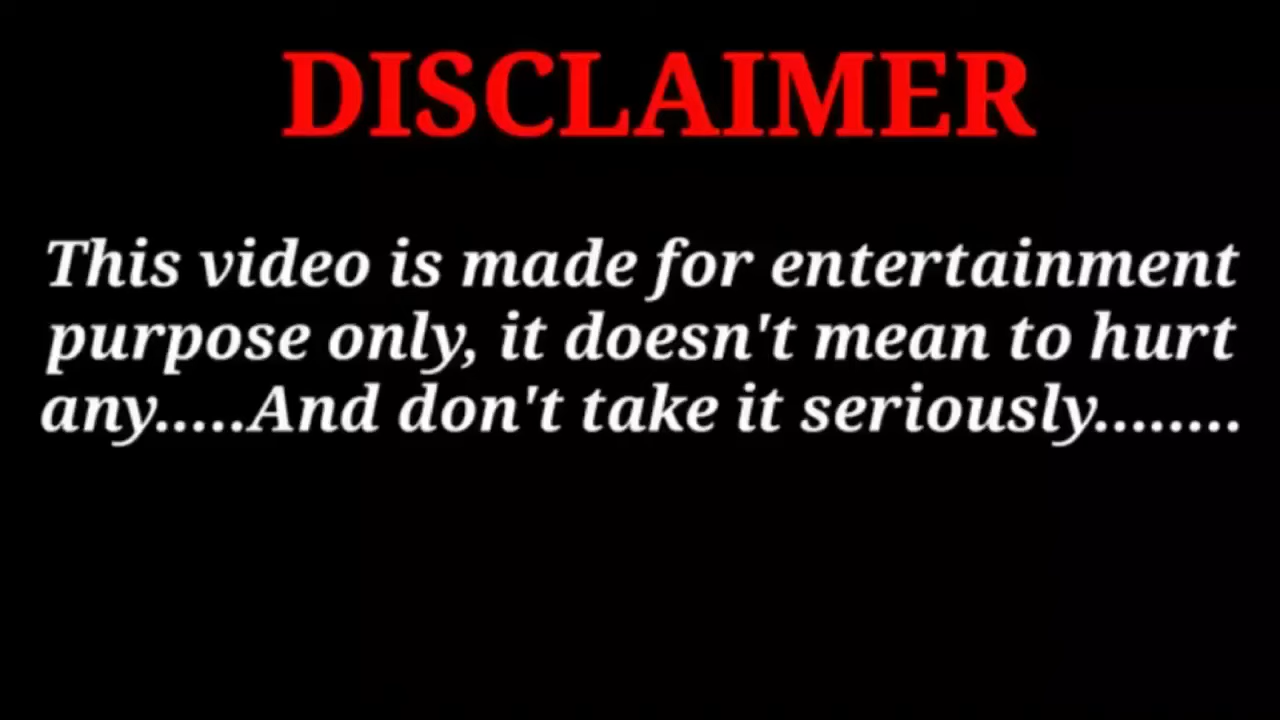 DISCLAIMER
This video is made for entertainment
purpose only, it doesn't mean to hurt
any.....And don't take it seriously........